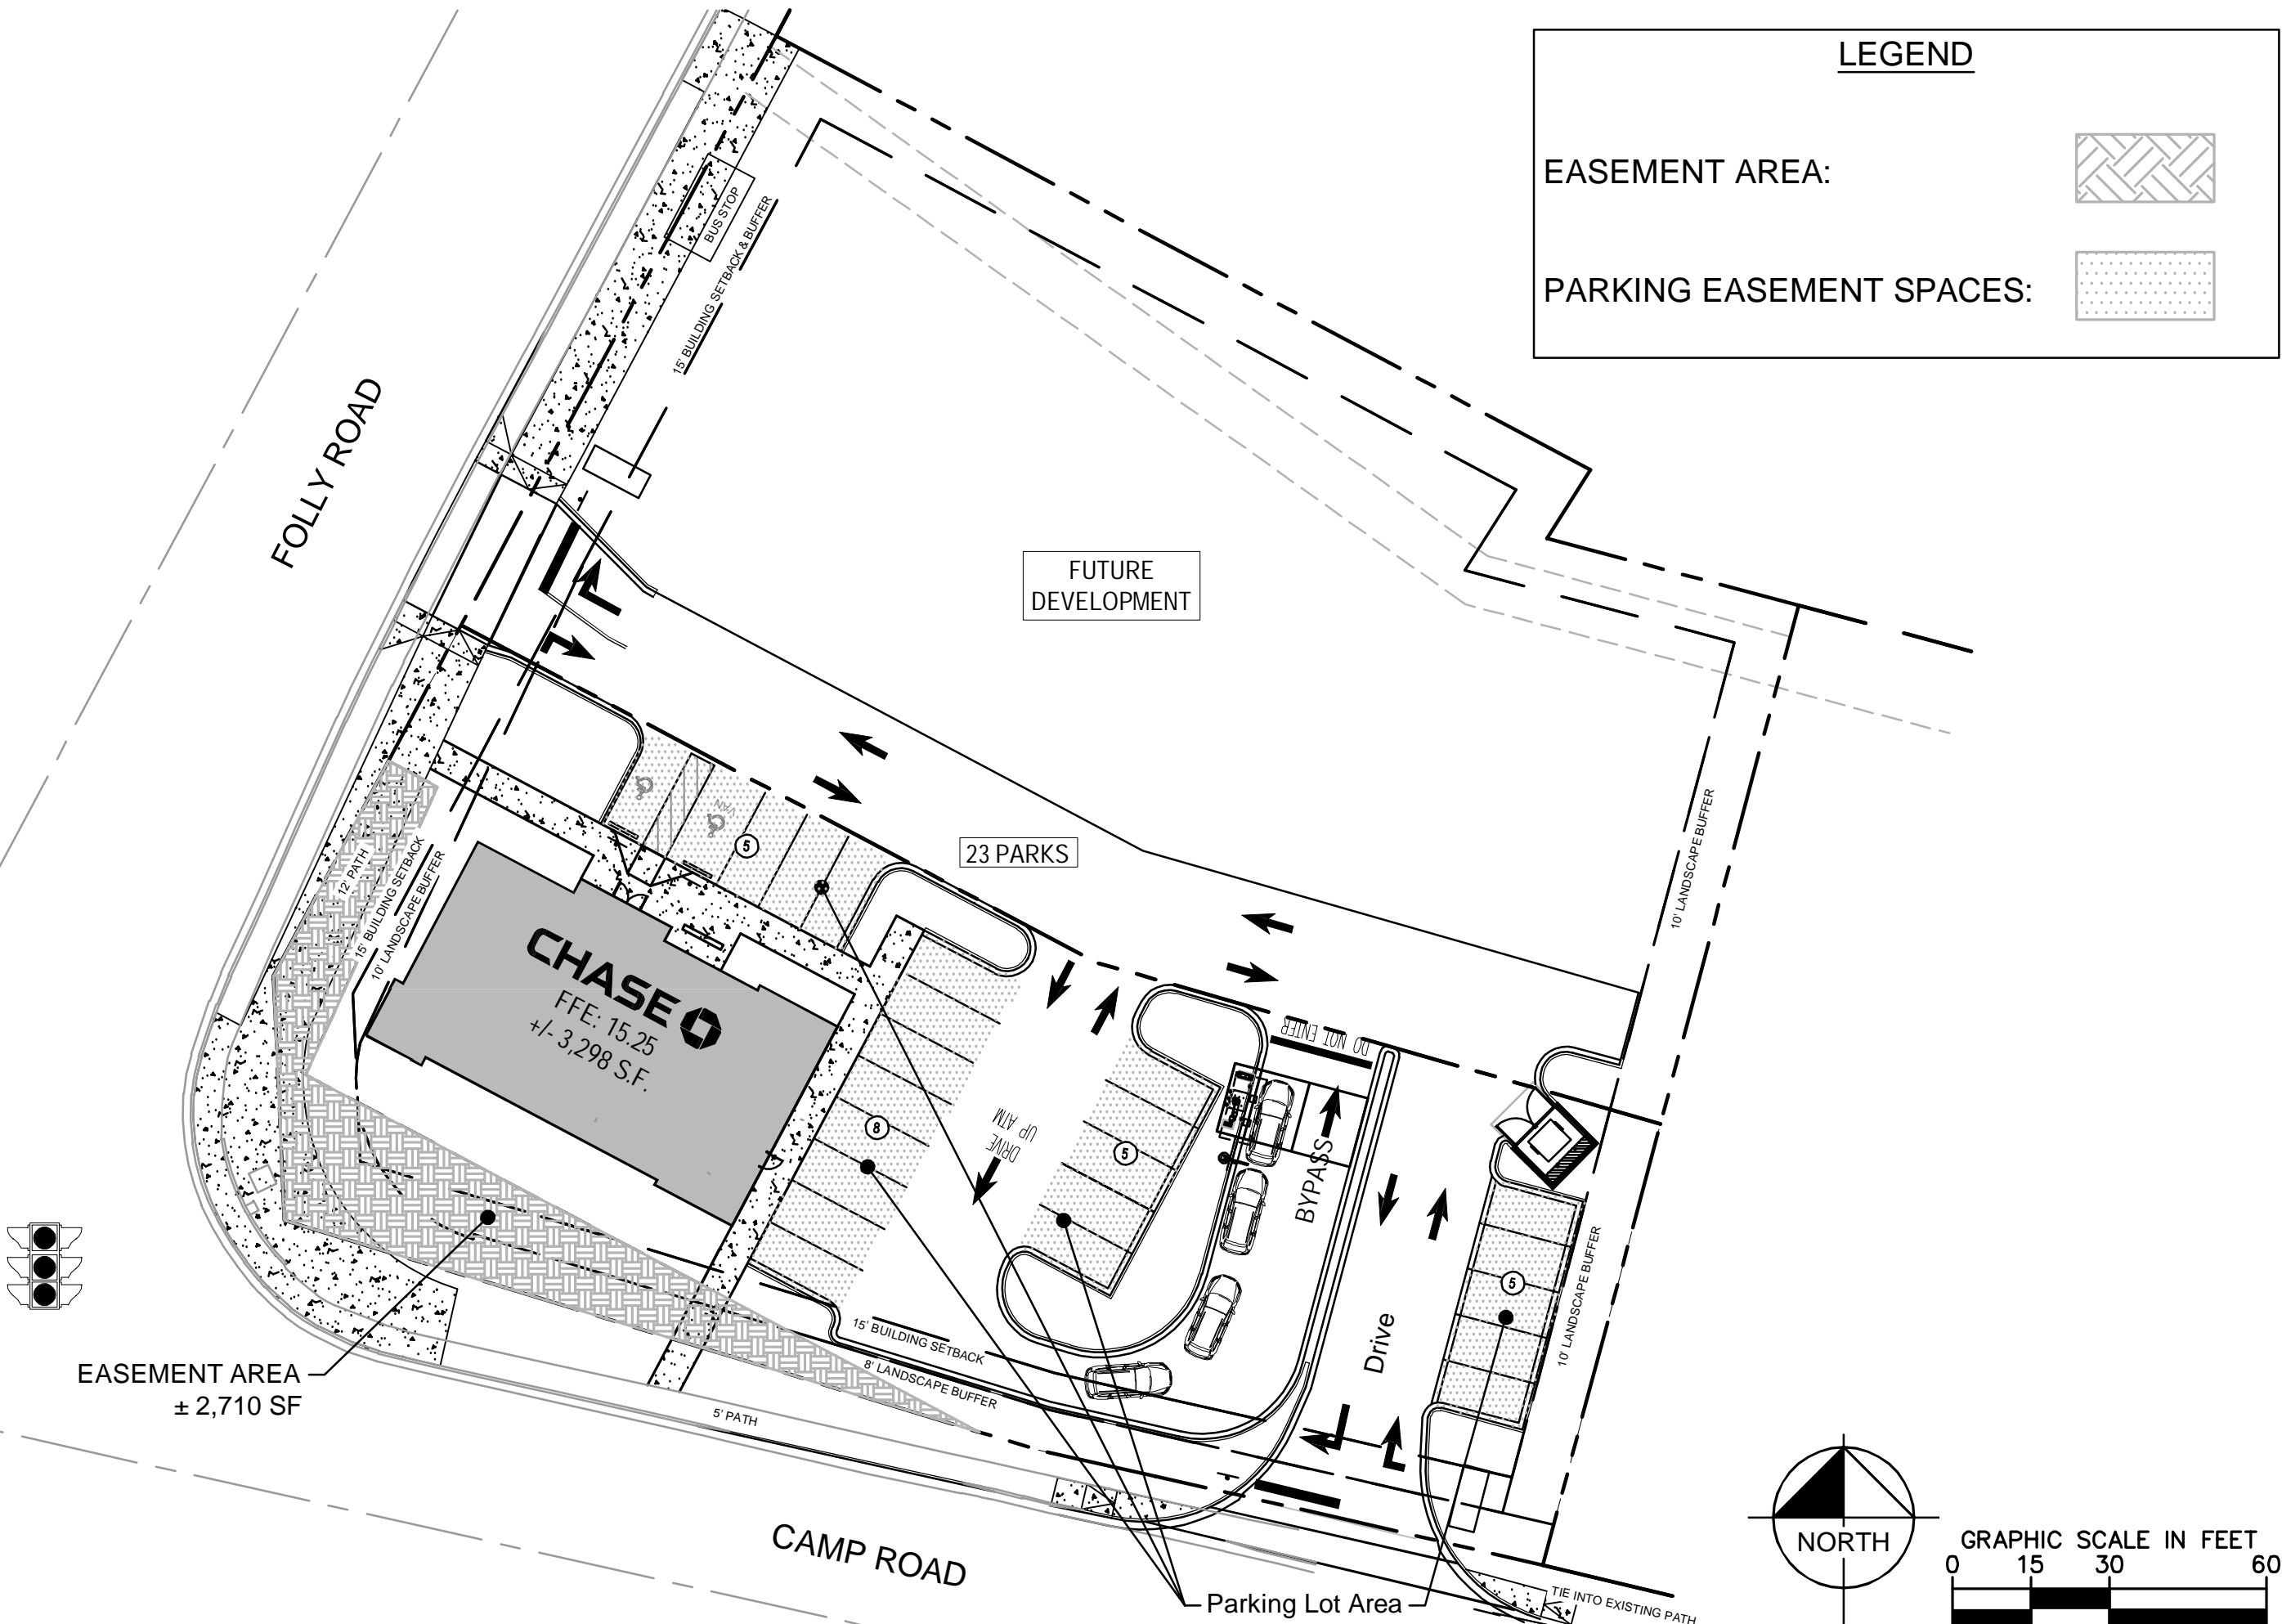 LEGEND
EASEMENT AREA:
PARKING EASEMENT SPACES:
BUS STOP
15' BUILDING SETBACK & BUFFER
FOLLY ROAD
FUTURE
DEVELOPMENT
VAN
5
23 PARKS
10' LANDSCAPE BUFFER
12' PATH
15' BUILDING SETBACK
10' LANDSCAPE BUFFER
CHASE
FFE: 15.25
+/- 3,298 S.F.
DO NOT ENTER
8
DRIVE
UP ATM
5
BYPASS
Drive
5
10' LANDSCAPE BUFFER
15' BUILDING SETBACK
8' LANDSCAPE BUFFER
EASEMENT AREA
± 2,710 SF
5' PATH
CAMP ROAD
Parking Lot Area
TIE INTO EXISTING PATH
NORTH
GRAPHIC SCALE IN FEET
0 15 30 60